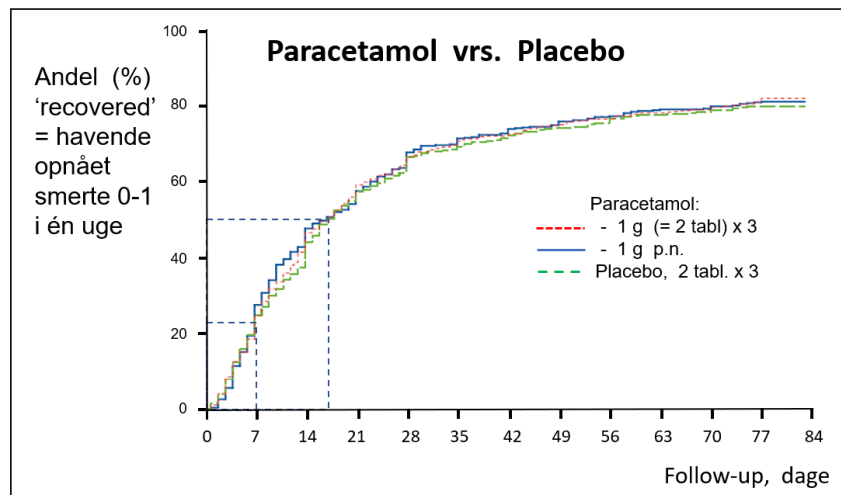 Paracetamol vrs. Placebo
Andel (%)
‘recovered’
= havende
opnået
smerte 0-1
i én uge
100
80
60
40
20
0
Paracetamol:
- 1 g (= 2 tabl) x 3
- 1 g p.n.
Placebo, 2 tabl. x 3
0 7 14 21 28 35 42 49 56 63 70 77 84
Follow-up, dage